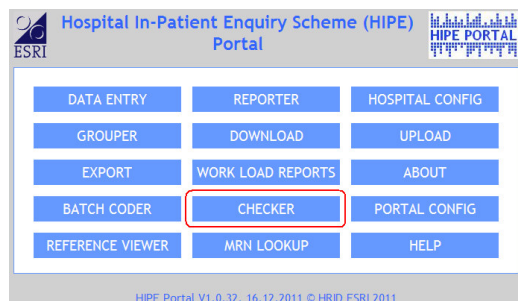 ESRI
Hospital In-Patient Enquiry Scheme (HIPE)
Portal
HIPE PORTAL
DATA ENTRY
REPORTER
HOSPITAL CONFIG
GROUPER
DOWNLOAD
UPLOAD
EXPORT
WORK LOAD REPORTS
ABOUT
BATCH CODER
CHECKER
PORTAL CONFIG
REFERENCE VIEWER
MRN LOOKUP
HELP
HIPE Portal V1.0.32, 16.12.2011 © HRID ESRI 2011